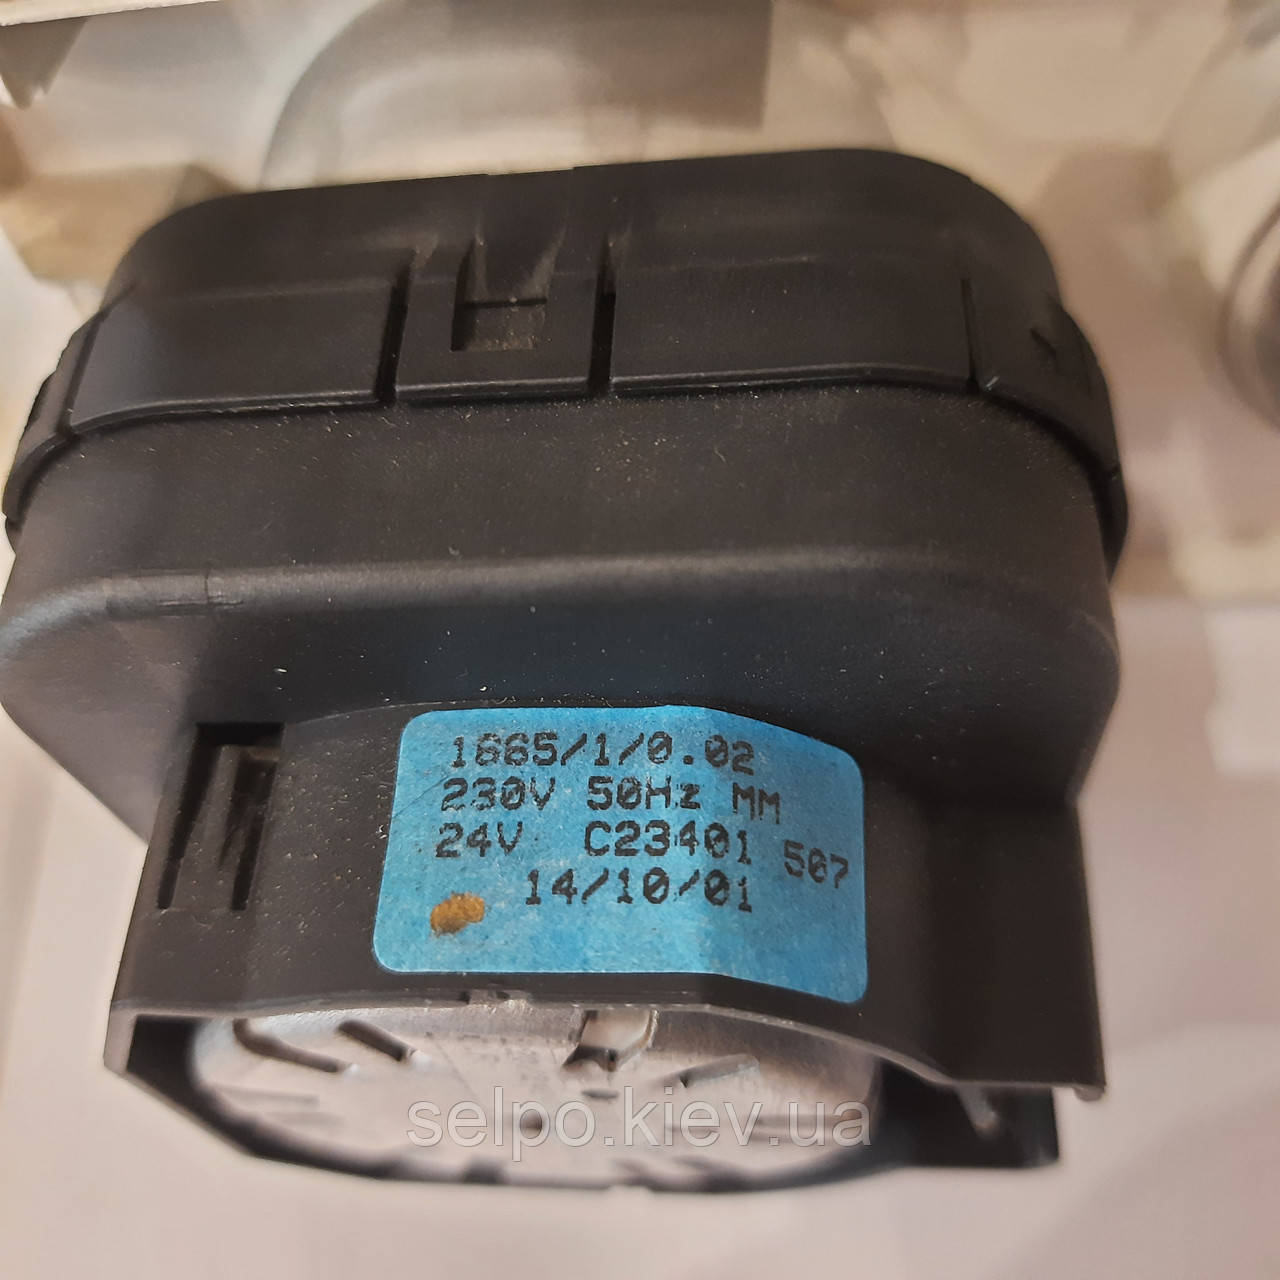 1665/1/0.02
230V 50Hz MM
24V C23401 507
14/10/01
selpo.kiev.ua